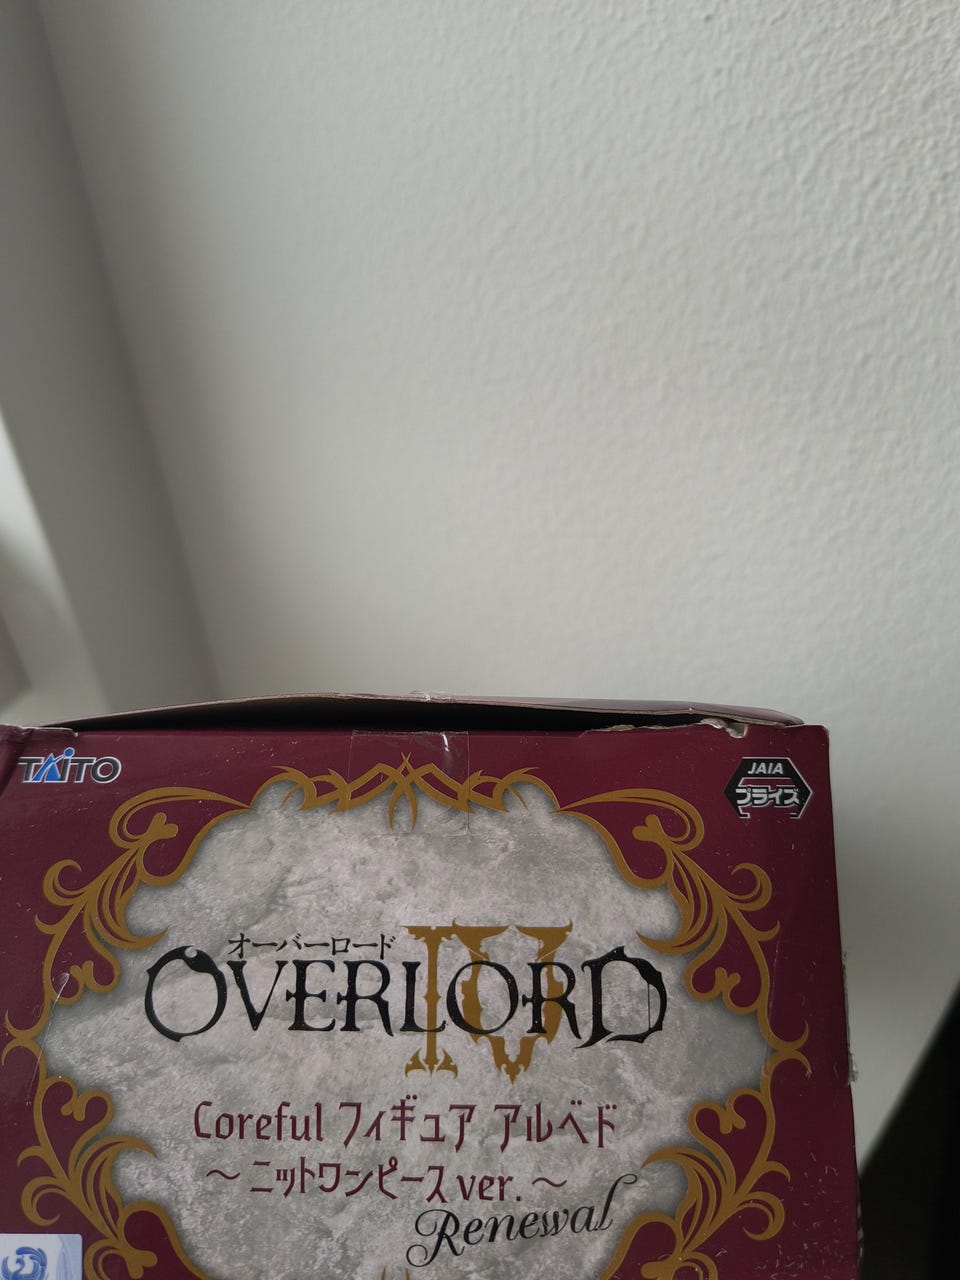 TAITO
JAIA
プライズ
オーバーロード
OVERLORD IV
Coreful フィギュア アルベド
～ニットワンピースver.～
Renewal